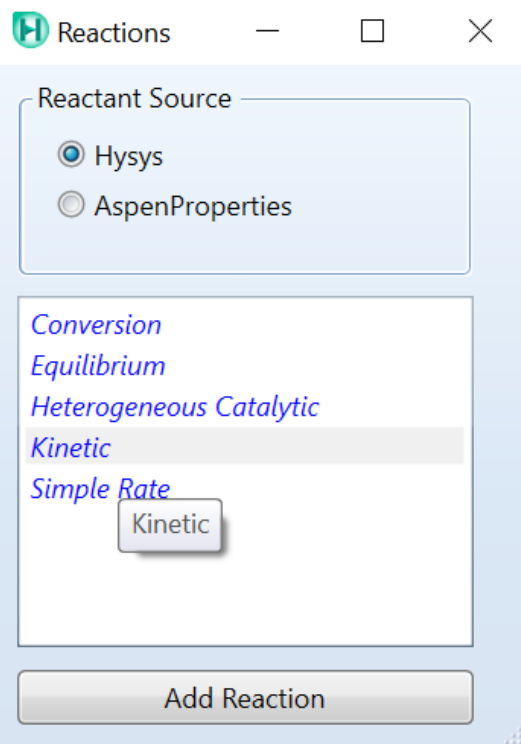 Reactions
Reactant Source
Hysys
AspenProperties
Conversion
Equilibrium
Heterogeneous Catalytic
Kinetic
Simple Rate
Kinetic
Add Reaction